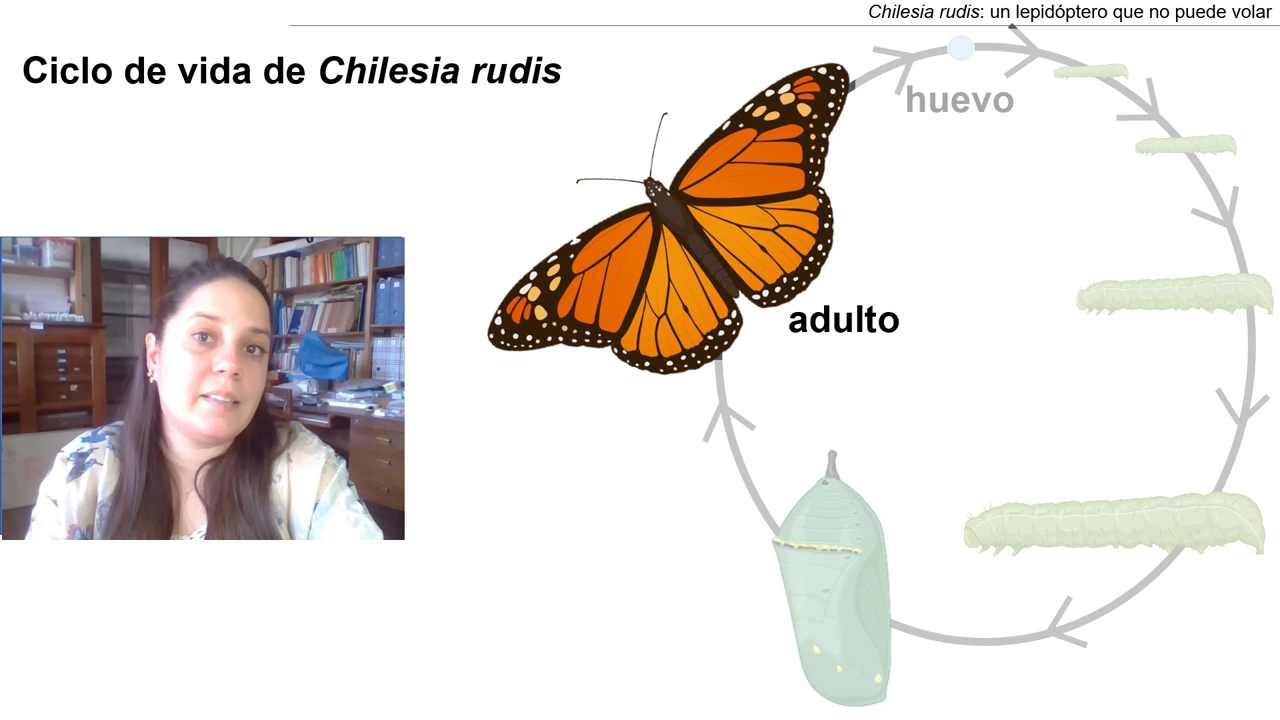 Chilesia rudis: un lepidóptero que no puede volar
Ciclo de vida de Chilesia rudis
huevo
adulto